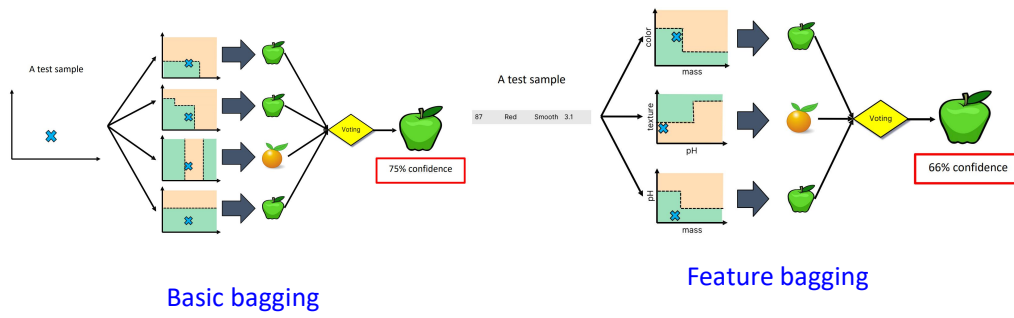 A test sample
Voting
75% confidence
Basic bagging
A test sample
87 Red Smooth 3.1
color
mass
texture
pH
pH
mass
Voting
66% confidence
Feature bagging